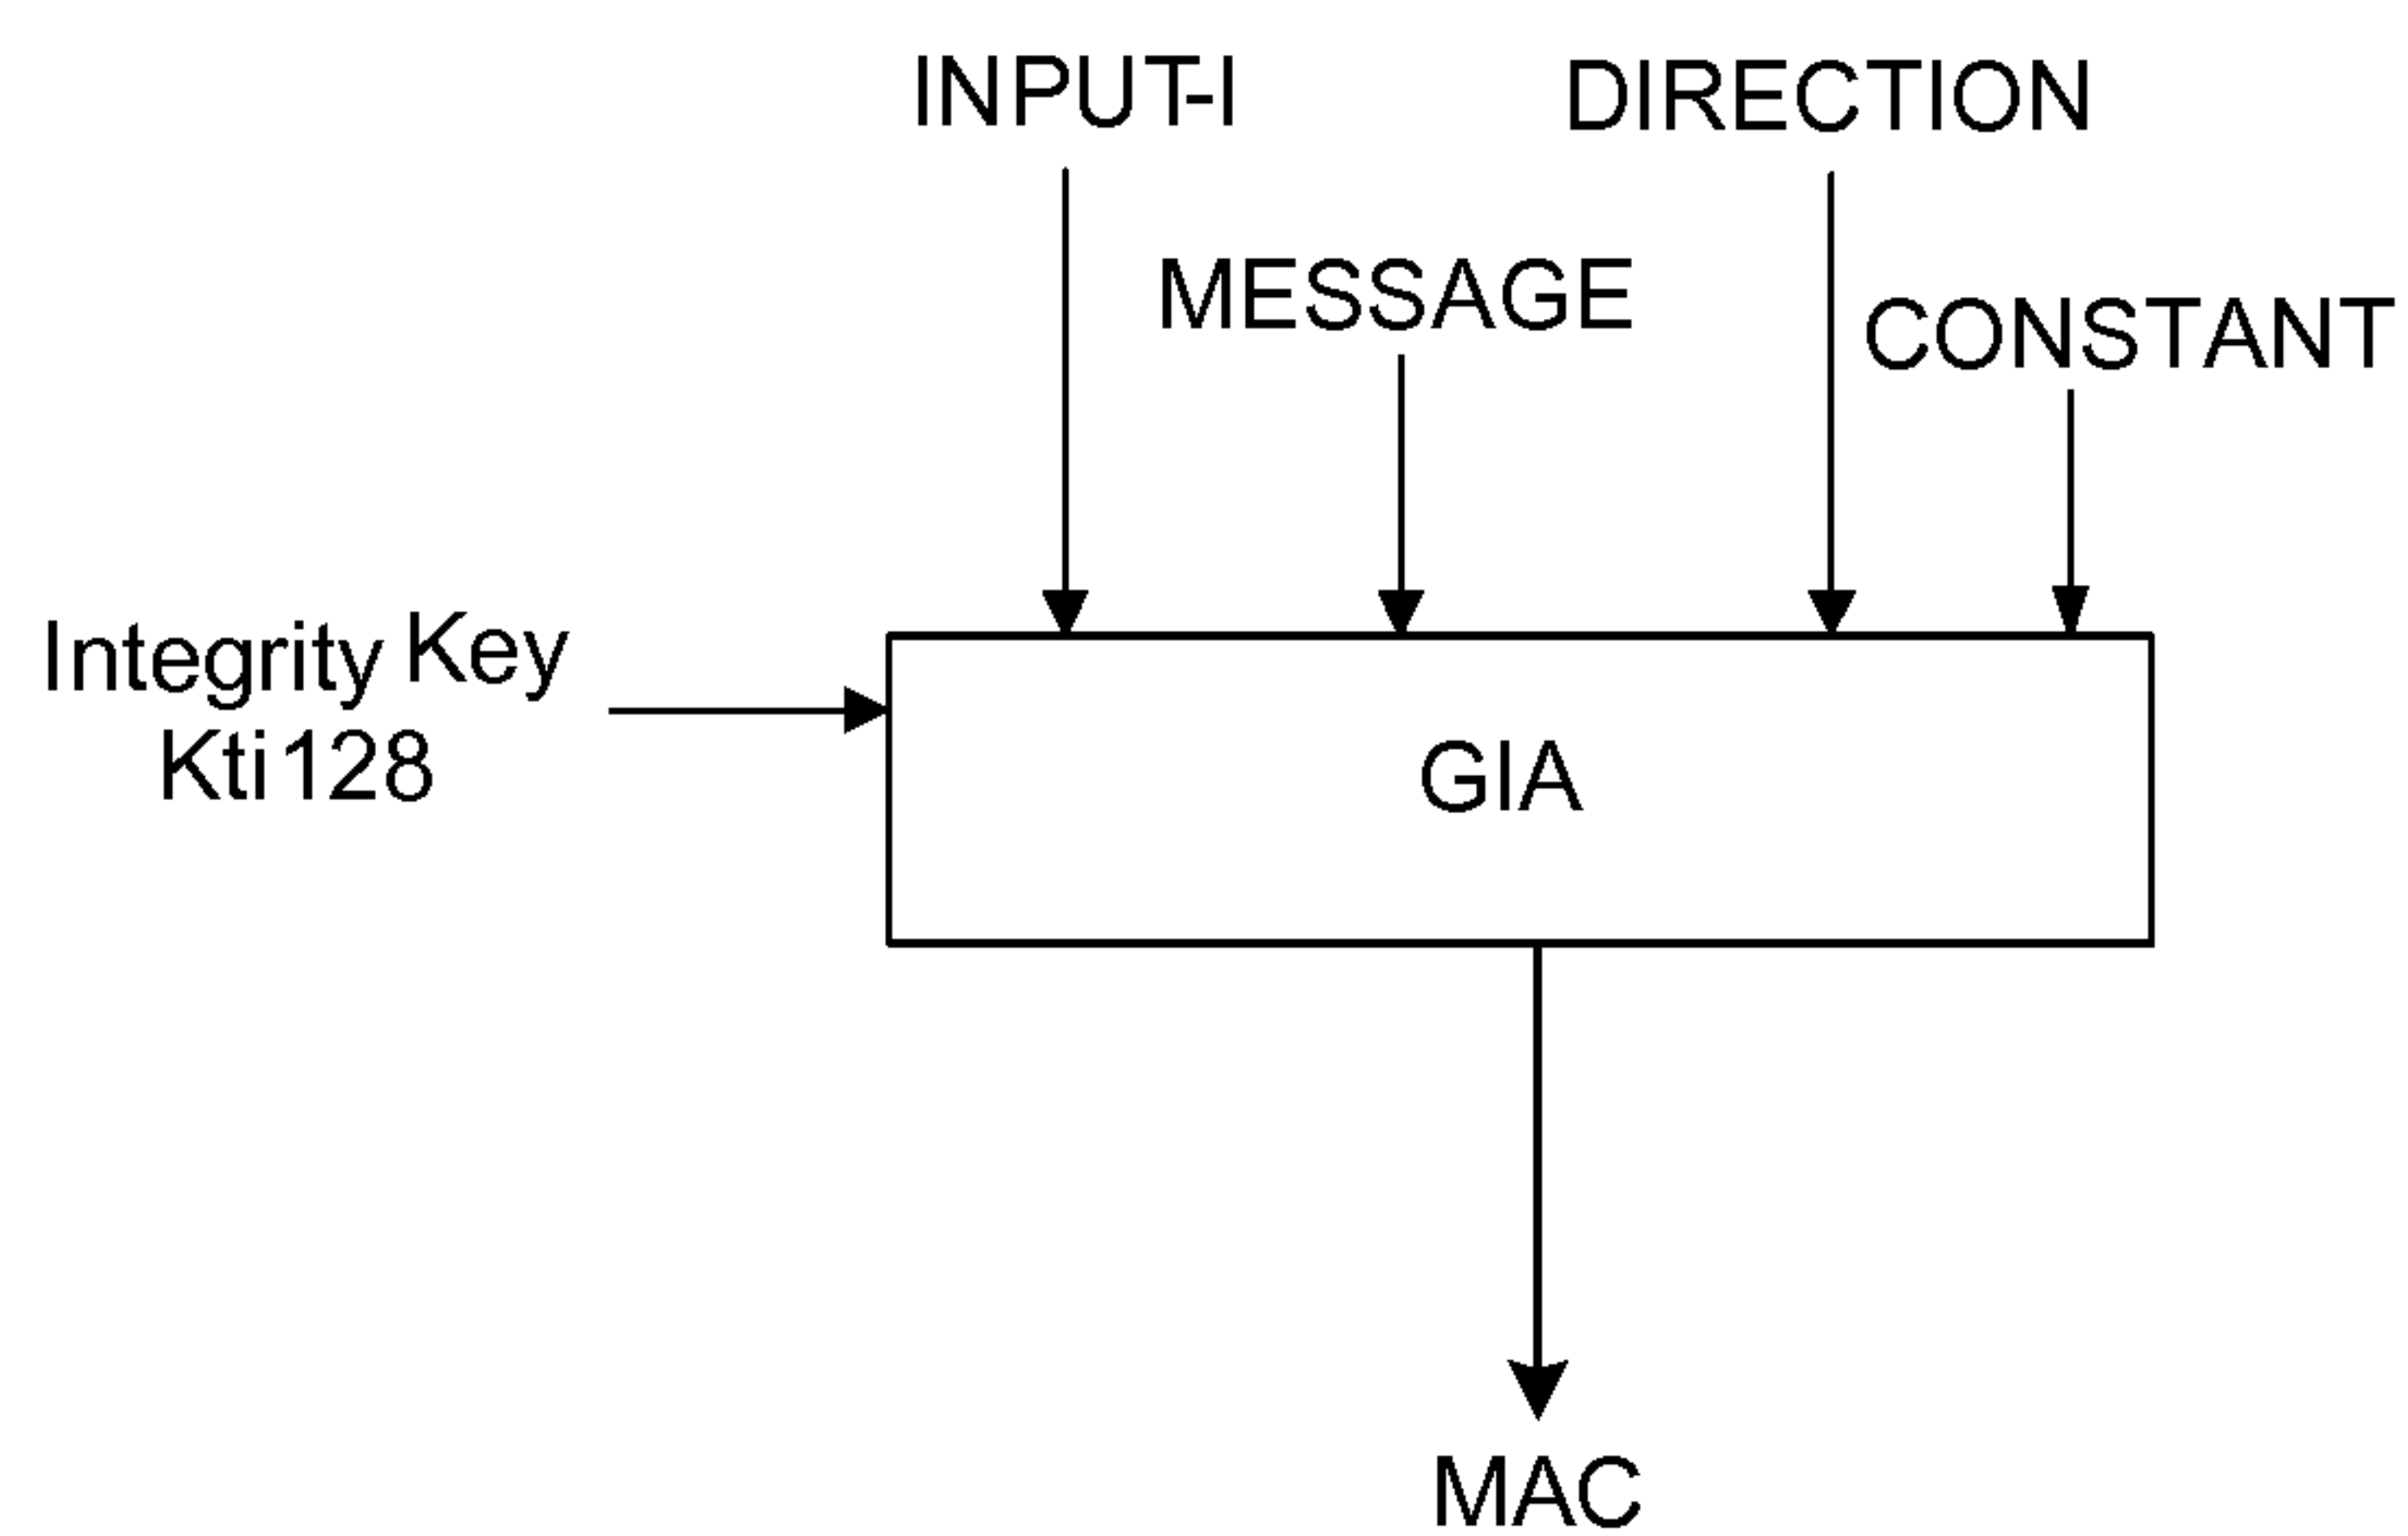 INPUT-I
DIRECTION
MESSAGE
CONSTANT
Integrity Key
Kti128
GIA
MAC